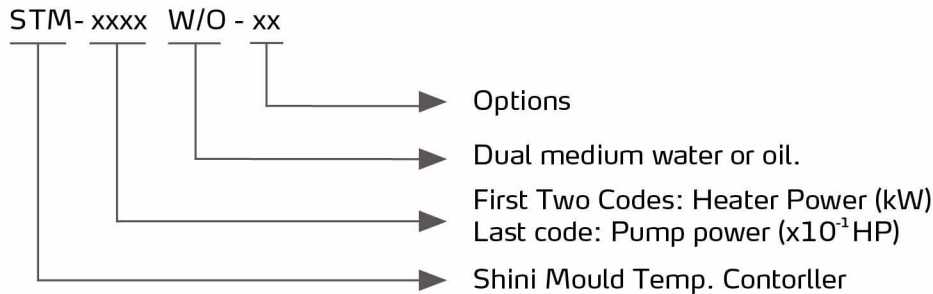 STM- xxxx W/O - xx
Options
Dual medium water or oil.
First Two Codes: Heater Power (kW)
Last code: Pump power (x10⁻¹HP)
Shini Mould Temp. Contorller